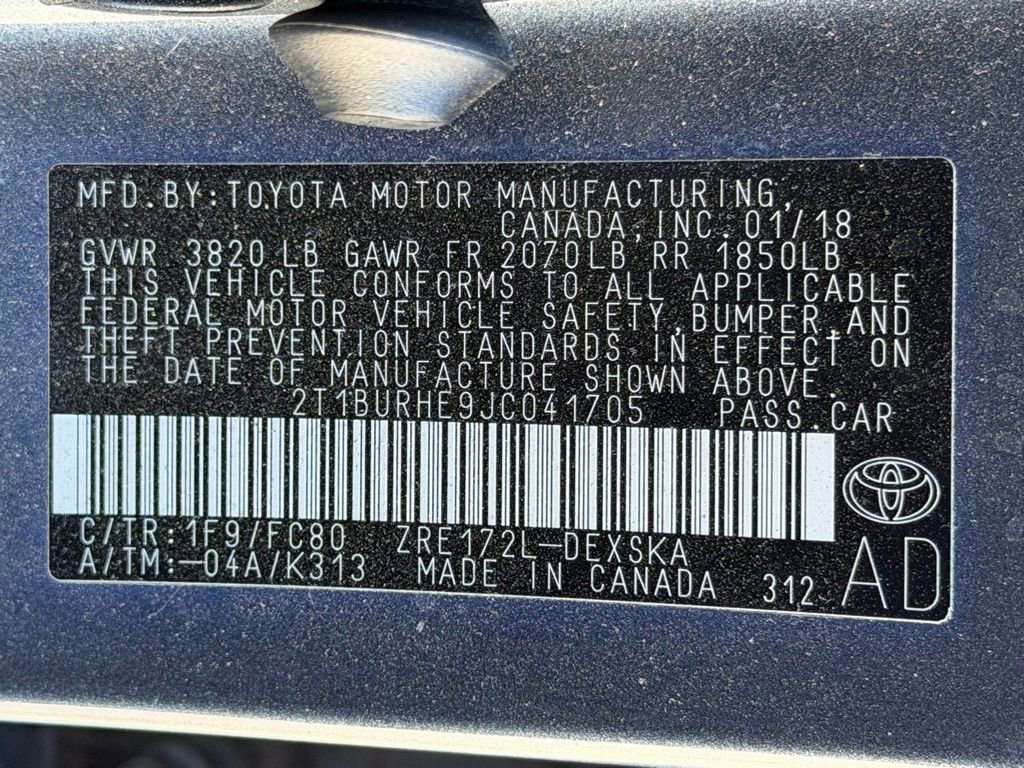 MFD.BY:TOYOTA MOTOR MANUFACTURING,
CANADA,INC.01/18
GVWR 3820 LB GAWR FR 2070LB RR 1850LB
THIS VEHICLE CONFORMS TO ALL APPLICABLE
FEDERAL MOTOR VEHICLE SAFETY,BUMPER,AND
THEFT PREVENTION STANDARDS IN EFFECT ON
THE DATE OF MANUFACTURE SHOWN ABOVE.
2T1BURHE9JC041705 PASS.CAR
C/TR:1F9/FC80 ZRE172L-DEXSKA
A/TM:-04A/K313 MADE IN CANADA 312 AD